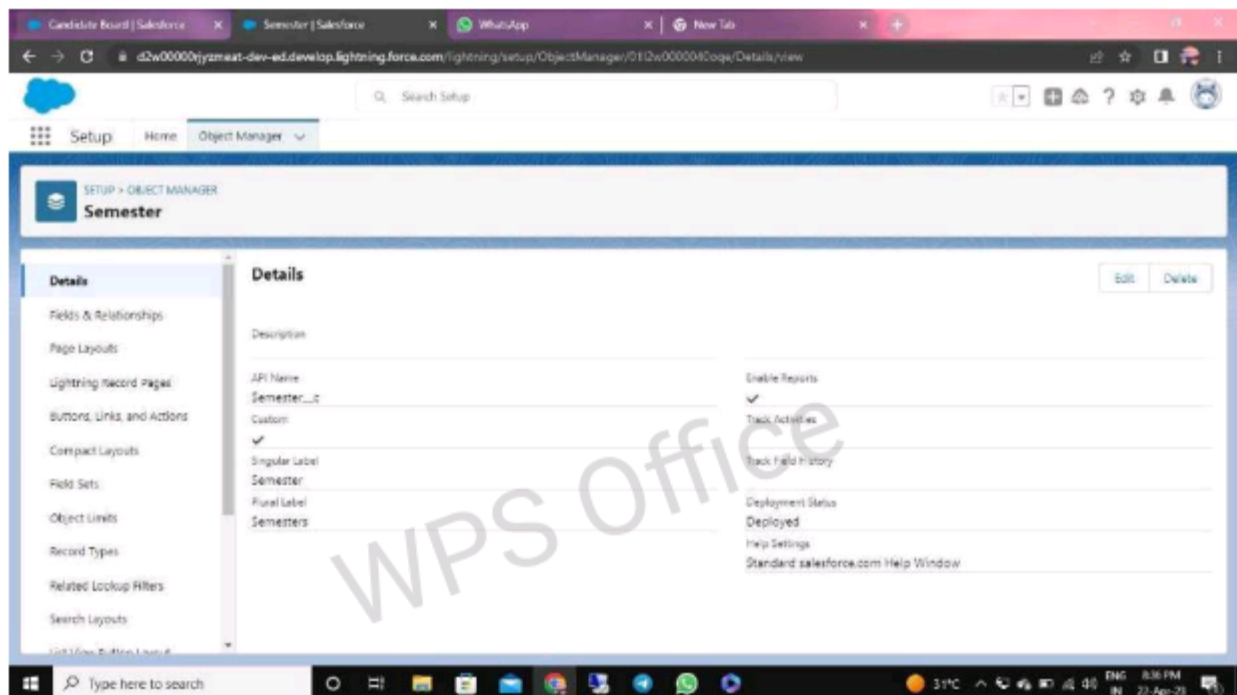 Candidate Board | Salesforce
Semester | Salesforce
WhatsApp
New Tab
d2w00000rjyzmeat-dev-ed.develop.lightning.force.com/lightning/setup/ObjectManager/
/Details/view
Search Setup
Setup
Home
Object Manager
SETUP > OBJECT MANAGER
Semester
Details
Fields & Relationships
Page Layouts
Lightning Record Pages
Buttons, Links, and Actions
Compact Layouts
Field Sets
Object Limits
Record Types
Related Lookup Filters
Search Layouts
List View Button Layout
Details
Edit
Delete
Description
API Name
Semester__c
Custom
Singular Label
Semester
Plural Label
Semesters
Enable Reports
Track Activities
Track Field History
Deployment Status
Deployed
Help Settings
Standard salesforce.com Help Window
WPS Office
Type here to search
31°C
ENG
IN
8:36 PM